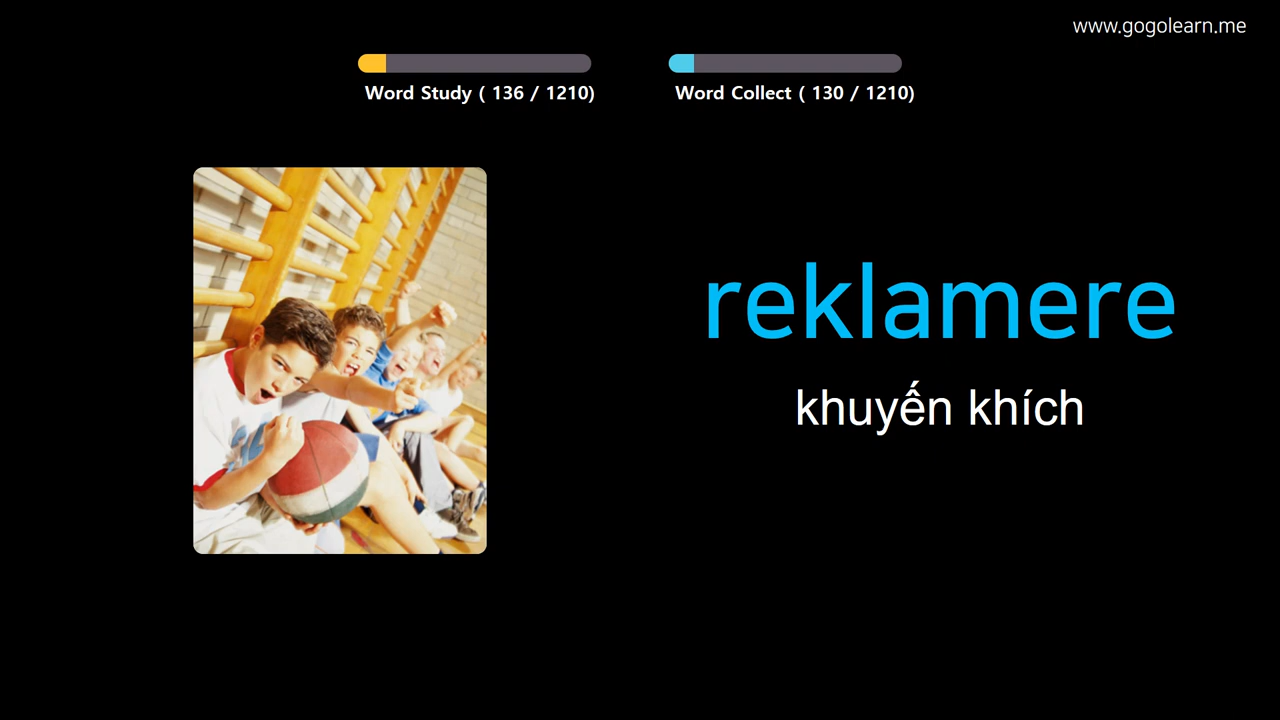 www.gogolearn.me
Word Study ( 136 / 1210)
Word Collect ( 130 / 1210)
reklamere
khuyến khích